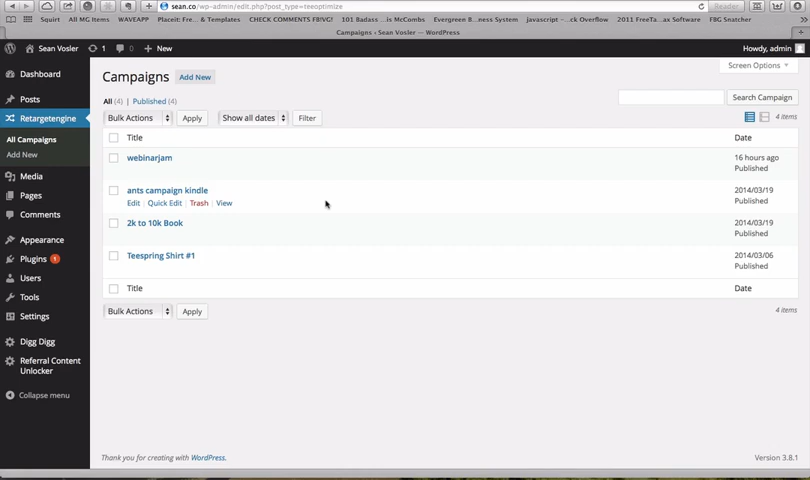 sean.co/wp-admin/edit.php?post_type=teeoptimize
Reader
Squirt All MG Items WAVEAPP Placeit: Fre... & Templates CHECK COMMENTS FB!VG! 101 Badass ...is McCombs Evergreen B...ness System javascript - ...ck Overflow 2011 FreeTa...ax Software FBG Snatcher
Campaigns ‹ Sean Vosler — WordPress
Sean Vosler 1 0 + New
Howdy, admin
Dashboard
Posts
Retargetengine
All Campaigns
Add New
Media
Pages
Comments
Appearance
Plugins 1
Users
Tools
Settings
Digg Digg
Referral Content
Unlocker
Collapse menu
Screen Options
Campaigns Add New
All (4) | Published (4)
Search Campaign
Bulk Actions Apply Show all dates Filter
4 items
Title Date
webinarjam
16 hours ago
Published
ants campaign kindle
Edit | Quick Edit | Trash | View
2014/03/19
Published
2k to 10k Book
2014/03/19
Published
Teespring Shirt #1
2014/03/06
Published
Title Date
Bulk Actions Apply
4 items
Thank you for creating with WordPress.
Version 3.8.1